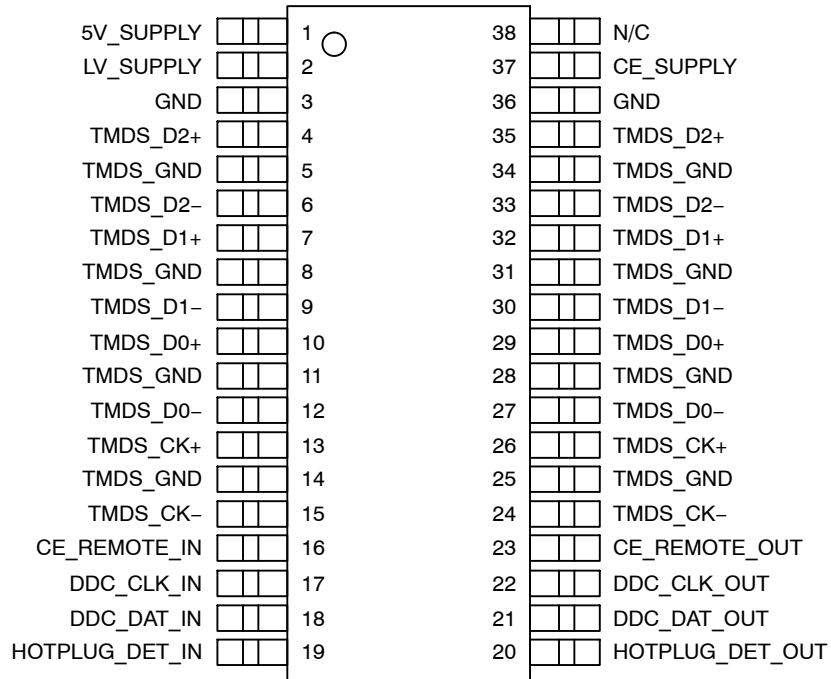 5V_SUPPLY 1 38 N/C
LV_SUPPLY 2 37 CE_SUPPLY
GND 3 36 GND
TMDS_D2+ 4 35 TMDS_D2+
TMDS_GND 5 34 TMDS_GND
TMDS_D2− 6 33 TMDS_D2−
TMDS_D1+ 7 32 TMDS_D1+
TMDS_GND 8 31 TMDS_GND
TMDS_D1− 9 30 TMDS_D1−
TMDS_D0+ 10 29 TMDS_D0+
TMDS_GND 11 28 TMDS_GND
TMDS_D0− 12 27 TMDS_D0−
TMDS_CK+ 13 26 TMDS_CK+
TMDS_GND 14 25 TMDS_GND
TMDS_CK− 15 24 TMDS_CK−
CE_REMOTE_IN 16 23 CE_REMOTE_OUT
DDC_CLK_IN 17 22 DDC_CLK_OUT
DDC_DAT_IN 18 21 DDC_DAT_OUT
HOTPLUG_DET_IN 19 20 HOTPLUG_DET_OUT